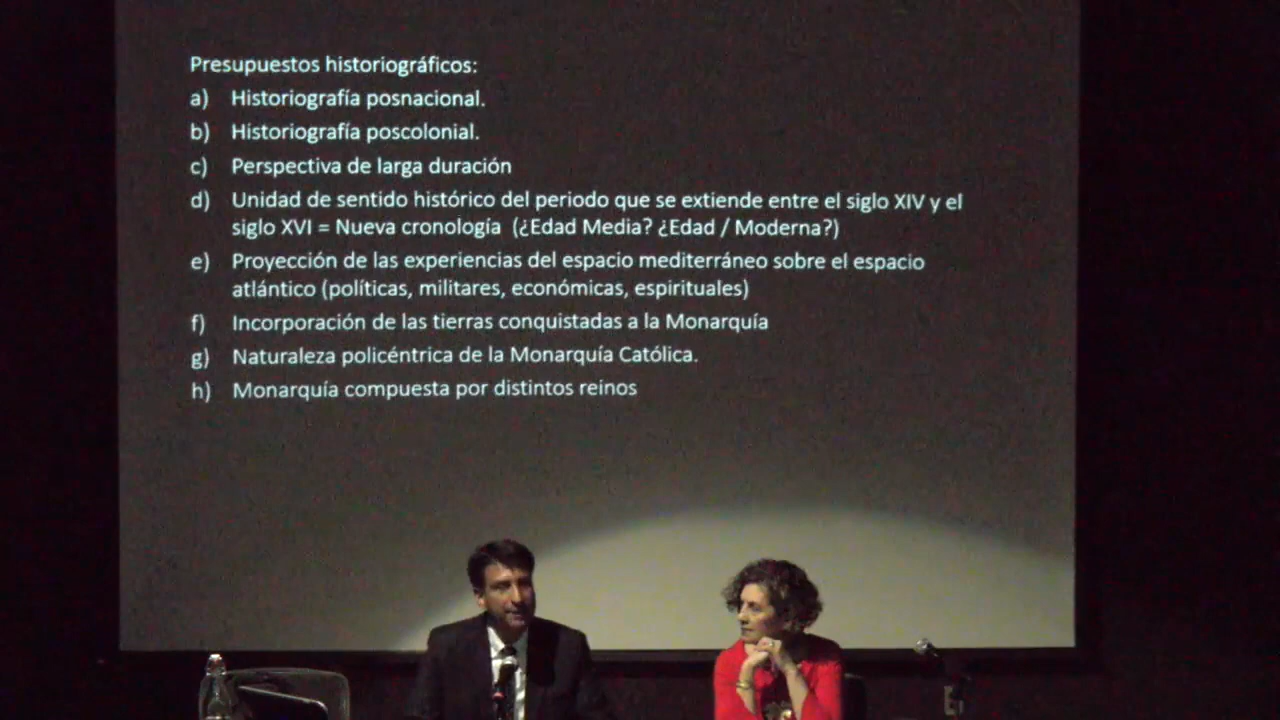 Presupuestos historiográficos:
a) Historiografía posnacional.
b) Historiografía poscolonial.
c) Perspectiva de larga duración
d) Unidad de sentido histórico del periodo que se extiende entre el siglo XIV y el
siglo XVI = Nueva cronología (¿Edad Media? ¿Edad / Moderna?)
e) Proyección de las experiencias del espacio mediterráneo sobre el espacio
atlántico (políticas, militares, económicas, espirituales)
f) Incorporación de las tierras conquistadas a la Monarquía
g) Naturaleza policéntrica de la Monarquía Católica.
h) Monarquía compuesta por distintos reinos